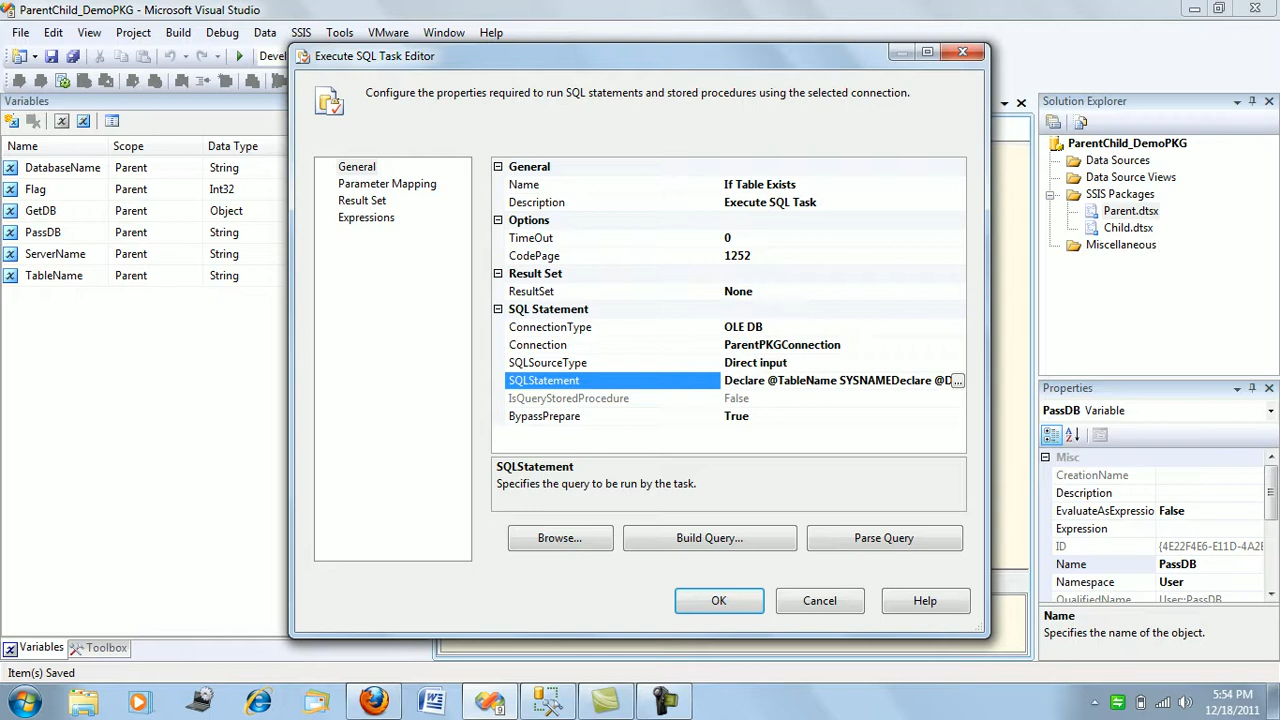 ParentChild_DemoPKG - Microsoft Visual Studio
File Edit View Project Build Debug Data SSIS Tools VMware Window Help
Execute SQL Task Editor
Configure the properties required to run SQL statements and stored procedures using the selected connection.
Variables
Name Scope Data Type
DatabaseName Parent String
Flag Parent Int32
GetDB Parent Object
PassDB Parent String
ServerName Parent String
TableName Parent String
General
Parameter Mapping
Result Set
Expressions
General
Name If Table Exists
Description Execute SQL Task
Options
TimeOut 0
CodePage 1252
Result Set
ResultSet None
SQL Statement
ConnectionType OLE DB
Connection ParentPKGConnection
SQLSourceType Direct input
SQLStatement Declare @TableName SYSNAMEDeclare @D ...
IsQueryStoredProcedure False
BypassPrepare True
SQLStatement
Specifies the query to be run by the task.
Browse... Build Query... Parse Query
OK Cancel Help
Solution Explorer
ParentChild_DemoPKG
Data Sources
Data Source Views
SSIS Packages
Parent.dtsx
Child.dtsx
Miscellaneous
Properties
PassDB Variable
Misc
CreationName
Description
EvaluateAsExpressio False
Expression
ID {4E22F4E6-E11D-4A2E
Name PassDB
Namespace User
QualifiedName User::PassDB
Name
Specifies the name of the object.
Variables Toolbox
Item(s) Saved
5:54 PM
12/18/2011